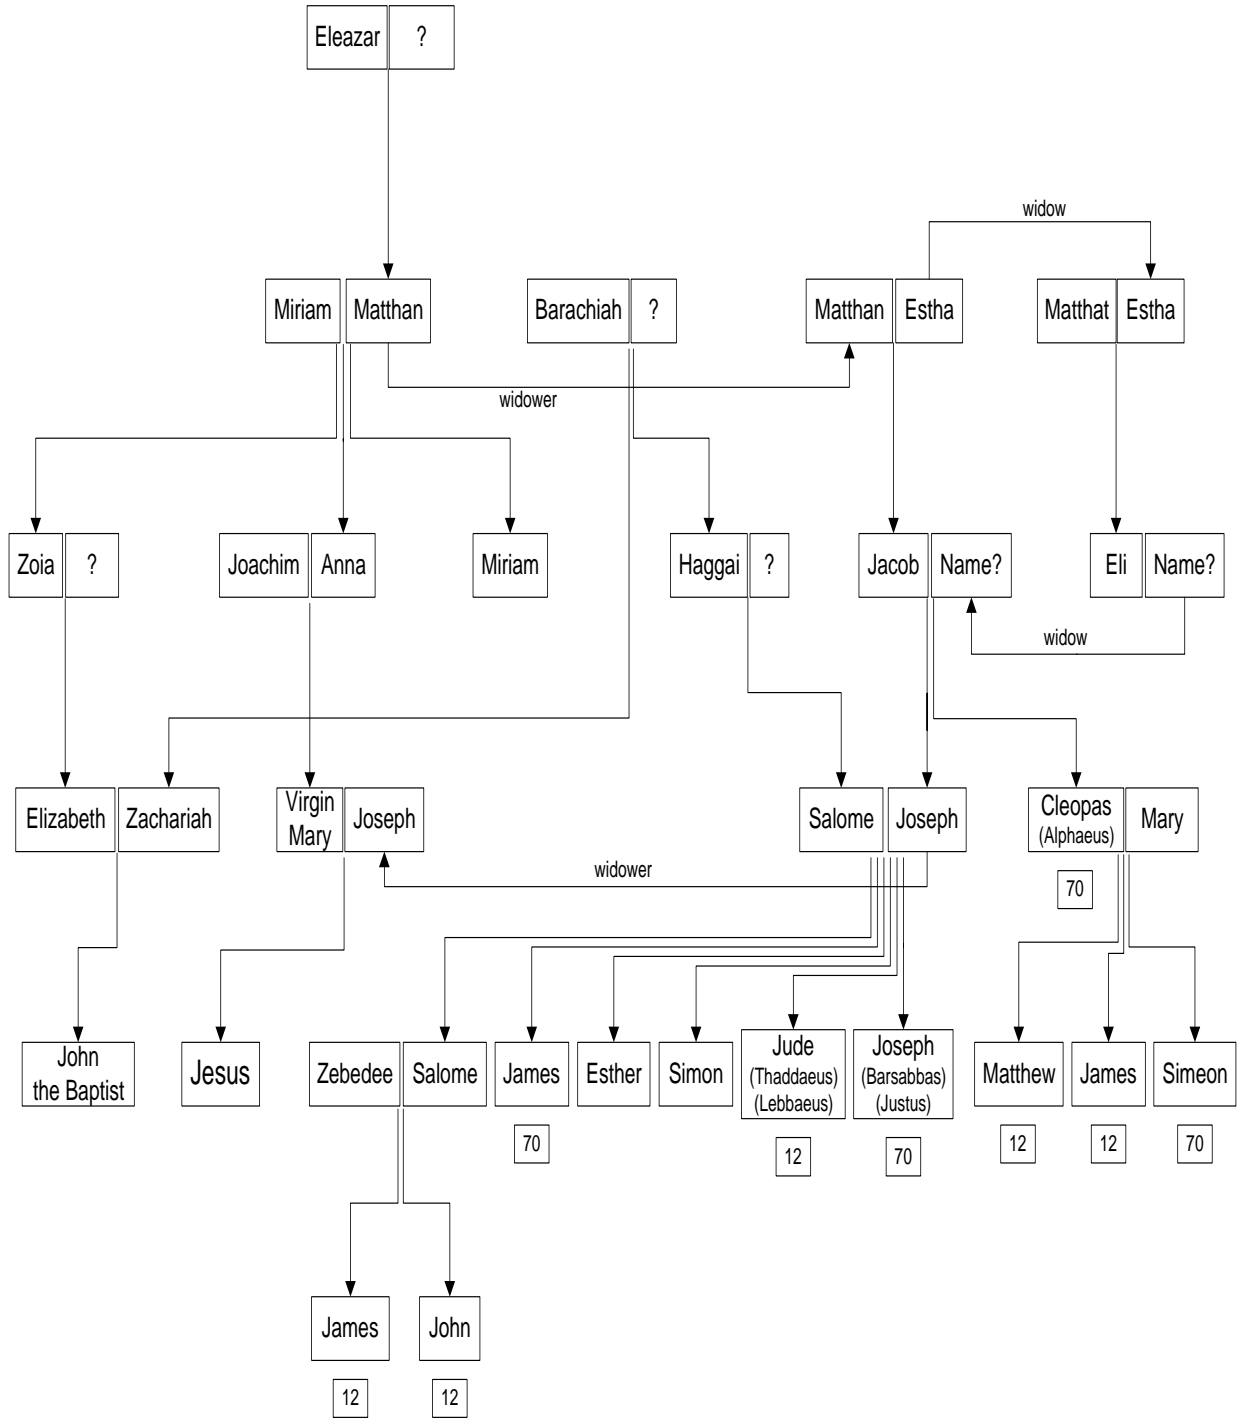 Eleazar ?
widow
Miriam Matthan Barachiah ? Matthan Estha Matthat Estha
widower
Zoia ? Joachim Anna Miriam Haggai ? Jacob Name? Eli Name?
widow
Elizabeth Zachariah
Virgin
Mary
Joseph
Salome Joseph
Cleopas
(Alphaeus)
Mary
70
widower
John
the Baptist
Jesus
Zebedee Salome James Esther Simon
Jude
(Thaddaeus)
(Lebbaeus)
Joseph
(Barsabbas)
(Justus)
Matthew James Simeon
70 12 70 12 12 70
James John
12 12